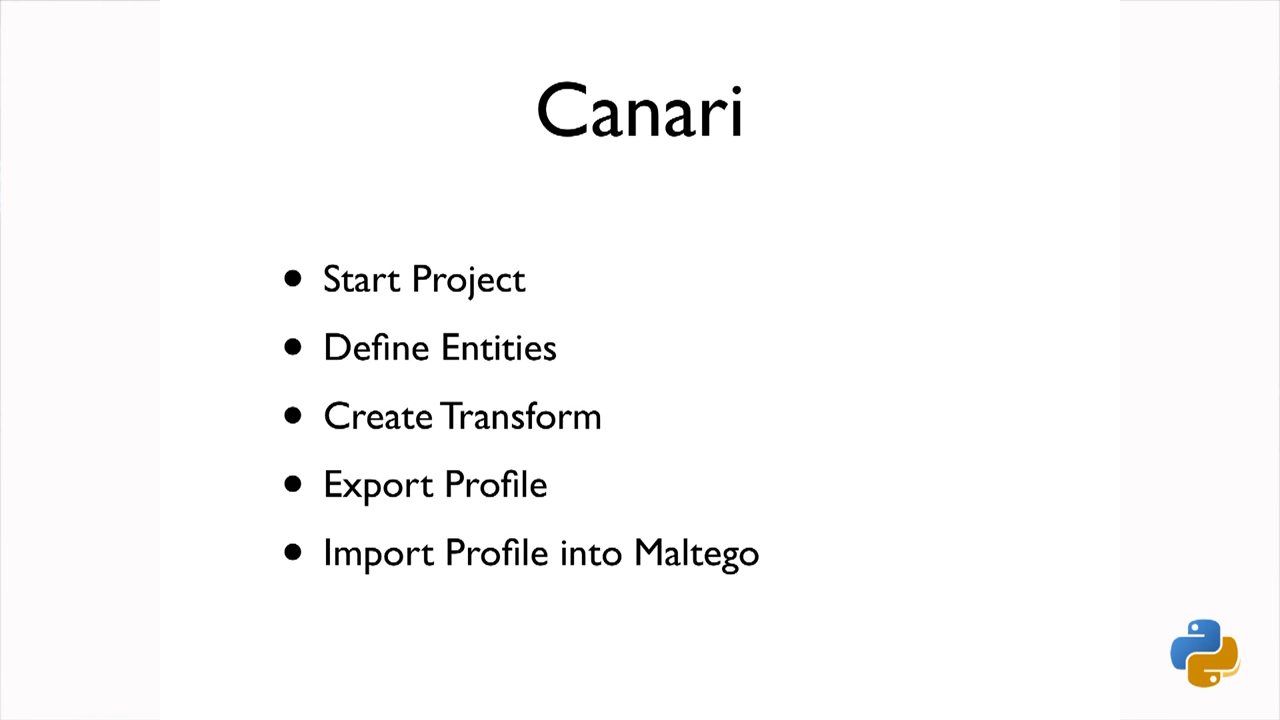 Canari
• Start Project
• Define Entities
• Create Transform
• Export Profile
• Import Profile into Maltego